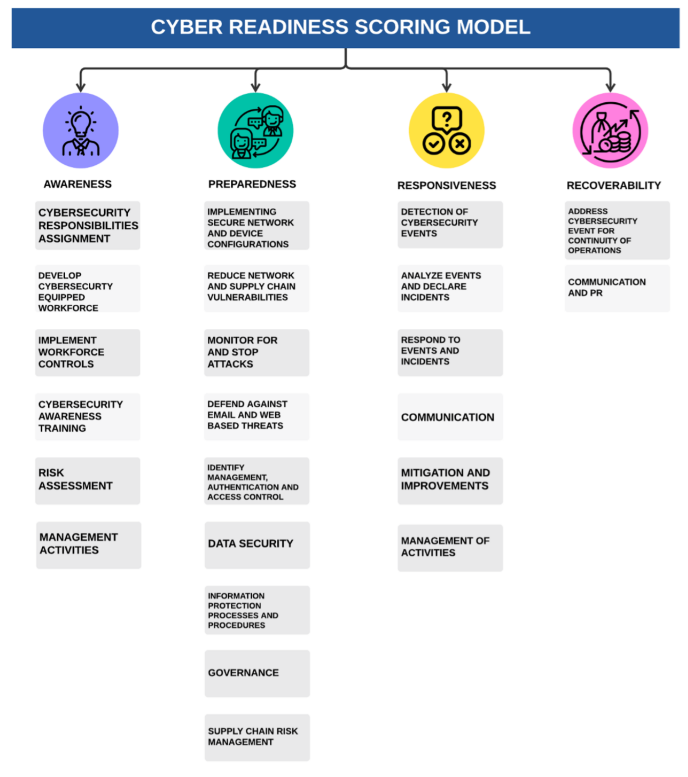 CYBER READINESS SCORING MODEL
AWARENESS
CYBERSECURITY
RESPONSIBILITIES
ASSIGNMENT
DEVELOP
CYBERSECURTY
EQUIPPED
WORKFORCE
IMPLEMENT
WORKFORCE
CONTROLS
CYBERSECURITY
AWARENESS
TRAINING
RISK
ASSESSMENT
MANAGEMENT
ACTIVITIES
PREPAREDNESS
IMPLEMENTING
SECURE NETWORK
AND DEVICE
CONFIGURATIONS
REDUCE NETWORK
AND SUPPLY CHAIN
VULNERABILITIES
MONITOR FOR
AND STOP
ATTACKS
DEFEND AGAINST
EMAIL AND WEB
BASED THREATS
IDENTIFY
MANAGEMENT,
AUTHENTICATION AND
ACCESS CONTROL
DATA SECURITY
INFORMATION
PROTECTION
PROCESSES AND
PROCEDURES
GOVERNANCE
SUPPLY CHAIN RISK
MANAGEMENT
?
RESPONSIVENESS
DETECTION OF
CYBERSECURITY
EVENTS
ANALYZE EVENTS
AND DECLARE
INCIDENTS
RESPOND TO
EVENTS AND
INCIDENTS
COMMUNICATION
MITIGATION AND
IMPROVEMENTS
MANAGEMENT OF
ACTIVITIES
RECOVERABILITY
ADDRESS
CYBERSECURITY
EVENT FOR
CONTINUITY OF
OPERATIONS
COMMUNICATION
AND PR